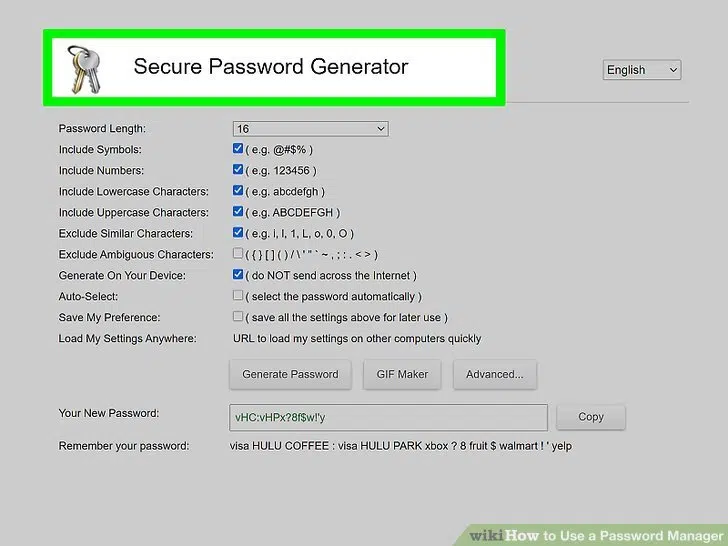 Secure Password Generator
English
Password Length: 16
Include Symbols: ( e.g. @#$% )
Include Numbers: ( e.g. 123456 )
Include Lowercase Characters: ( e.g. abcdefgh )
Include Uppercase Characters: ( e.g. ABCDEFGH )
Exclude Similar Characters: ( e.g. i, l, 1, L, o, 0, O )
Exclude Ambiguous Characters: ( { } [ ] ( ) / \ ' " ` ~ , ; : . < > )
Generate On Your Device: ( do NOT send across the Internet )
Auto-Select: ( select the password automatically )
Save My Preference: ( save all the settings above for later use )
Load My Settings Anywhere: URL to load my settings on other computers quickly
Generate Password GIF Maker Advanced...
Your New Password: vHC:vHPx?8f$w!'y Copy
Remember your password: visa HULU COFFEE : visa HULU PARK xbox ? 8 fruit $ walmart ! ' yelp
wikiHow to Use a Password Manager